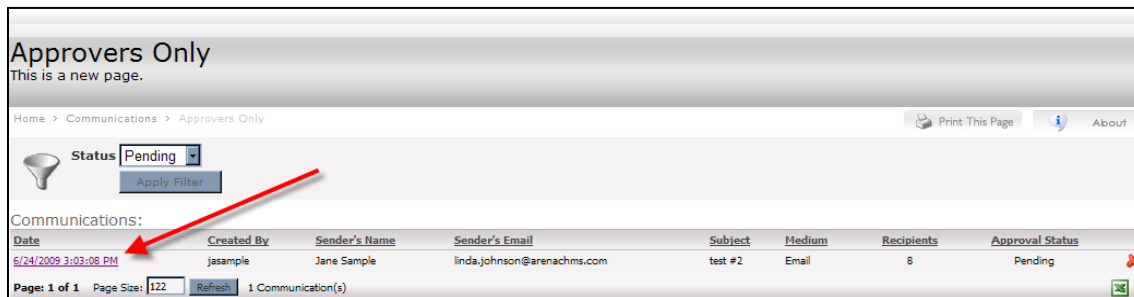 Approvers Only
This is a new page.
Home > Communications > Approvers Only
Print This Page
About
Status Pending
Apply Filter
Communications:
Date Created By Sender's Name Sender's Email Subject Medium Recipients Approval Status
6/24/2009 3:03:08 PM jasample Jane Sample linda.johnson@arenachms.com test #2 Email 8 Pending
Page: 1 of 1 Page Size: 122 Refresh 1 Communication(s)